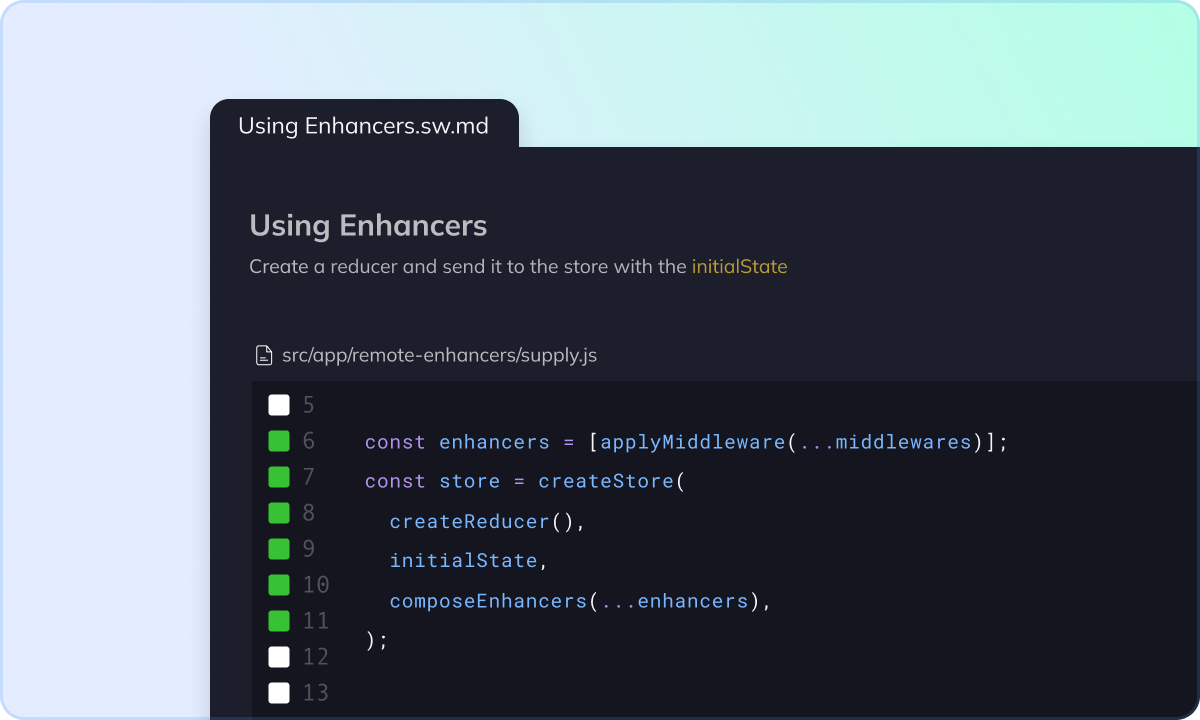 Using Enhancers.sw.md
Using Enhancers
Create a reducer and send it to the store with the initialState
src/app/remote-enhancers/supply.js
5
6 const enhancers = [applyMiddleware(...middlewares)];
7 const store = createStore(
8 createReducer(),
9 initialState,
10 composeEnhancers(...enhancers),
11 );
12
13